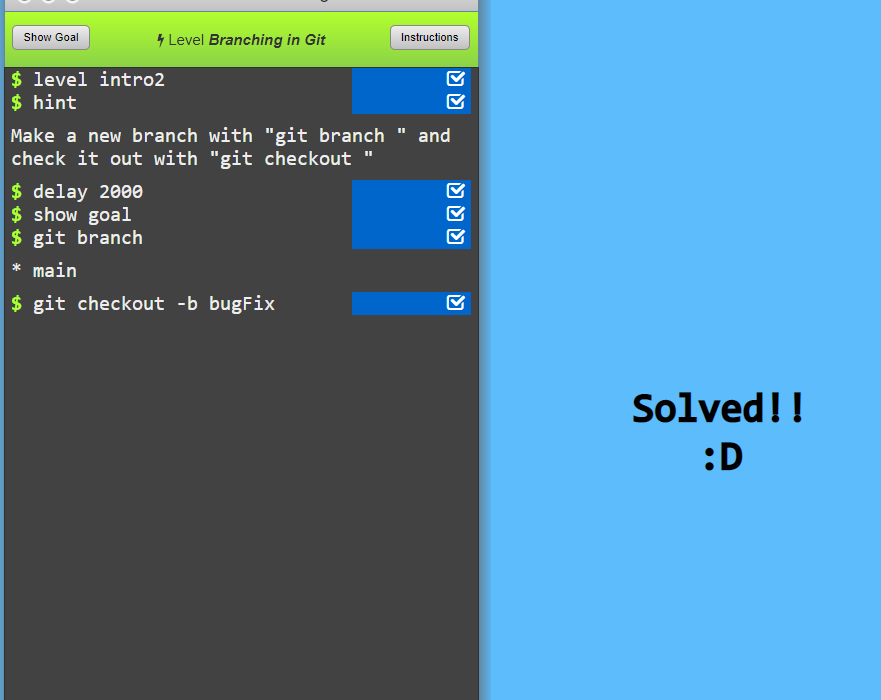 Show Goal
Level Branching in Git
Instructions
$ level intro2
$ hint
Make a new branch with "git branch " and
check it out with "git checkout "
$ delay 2000
$ show goal
$ git branch
* main
$ git checkout -b bugFix
Solved!!
:D